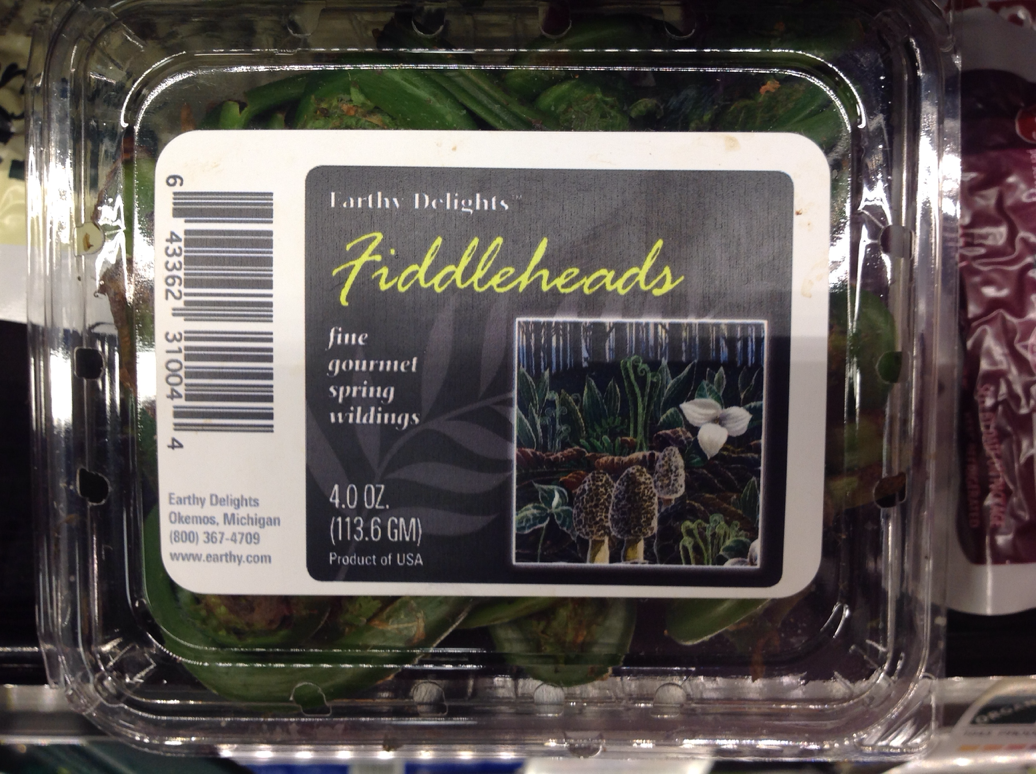 Earthy Delights™
Fiddleheads
fine
gourmet
spring
wildings
4.0 OZ.
(113.6 GM)
Product of USA
6 43362 31004 4
Earthy Delights
Okemos, Michigan
(800) 367-4709
www.earthy.com